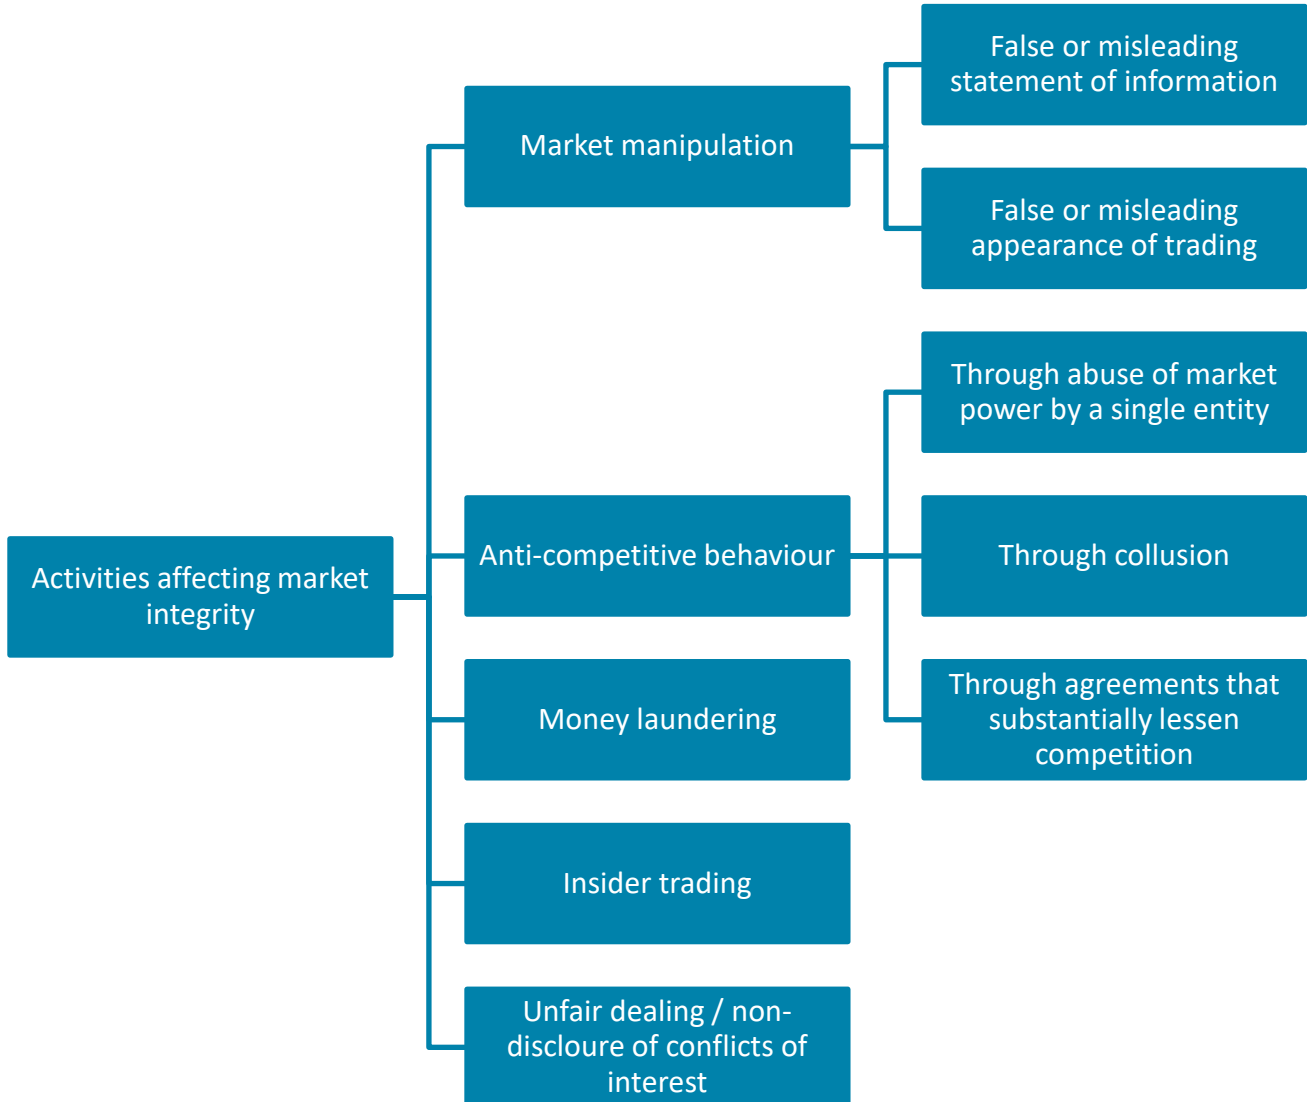 False or misleading
statement of information
Market manipulation
False or misleading
appearance of trading
Through abuse of market
power by a single entity
Activities affecting market
integrity
Anti-competitive behaviour
Through collusion
Through agreements that
substantially lessen
competition
Money laundering
Insider trading
Unfair dealing / non-
discloure of conflicts of
interest